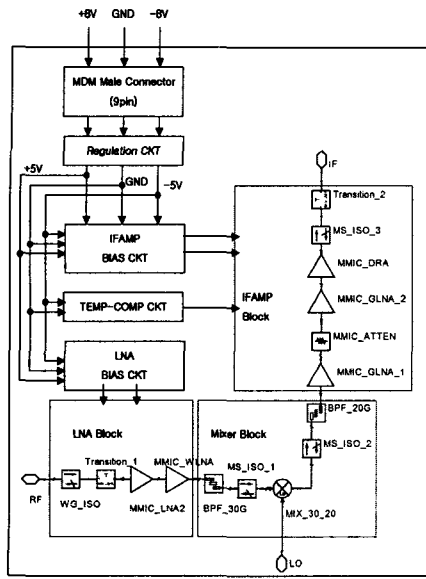 +8V GND -8V
MDM Male Connector
(9pin)
Regulation CKT
+5V
GND
-5V
IFAMP
BIAS CKT
TEMP-COMP CKT
LNA
BIAS CKT
IF
Transition_2
MS_ISO_3
MMIC_DRA
MMIC_GLNA_2
IFAMP
Block
MMIC_ATTEN
MMIC_GLNA_1
BPF_20G
MS_ISO_2
LNA Block
Mixer Block
Transition_1
MMIC_WLNA
MS_ISO_1
RF
WG_ISO
MMIC_LNA2
BPF_30G
MIX_30_20
LO